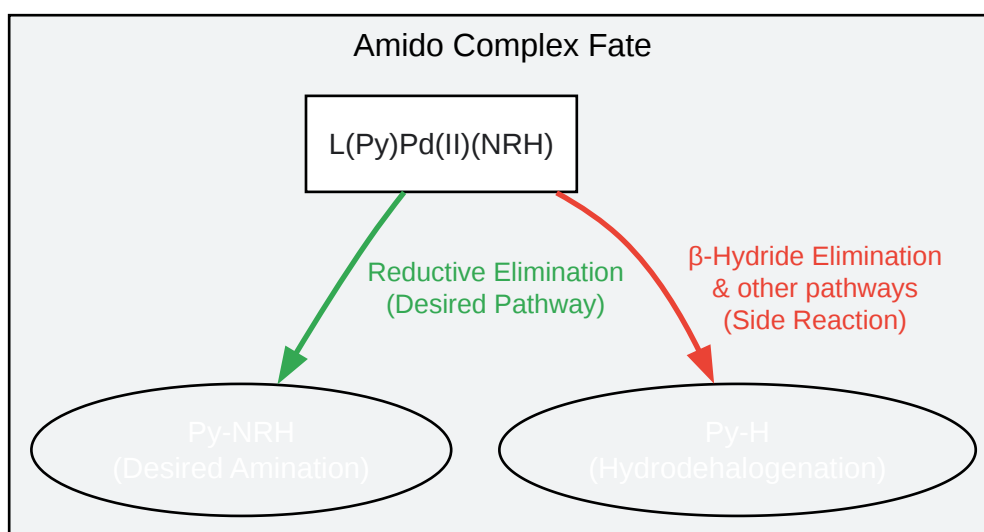 Amido Complex Fate
L(Py)Pd(II)(NRH)
Reductive Elimination
(Desired Pathway)
β-Hydride Elimination
& other pathways
(Side Reaction)
Py-NRH
(Desired Amination)
Py-H
(Hydrodehalogenation)